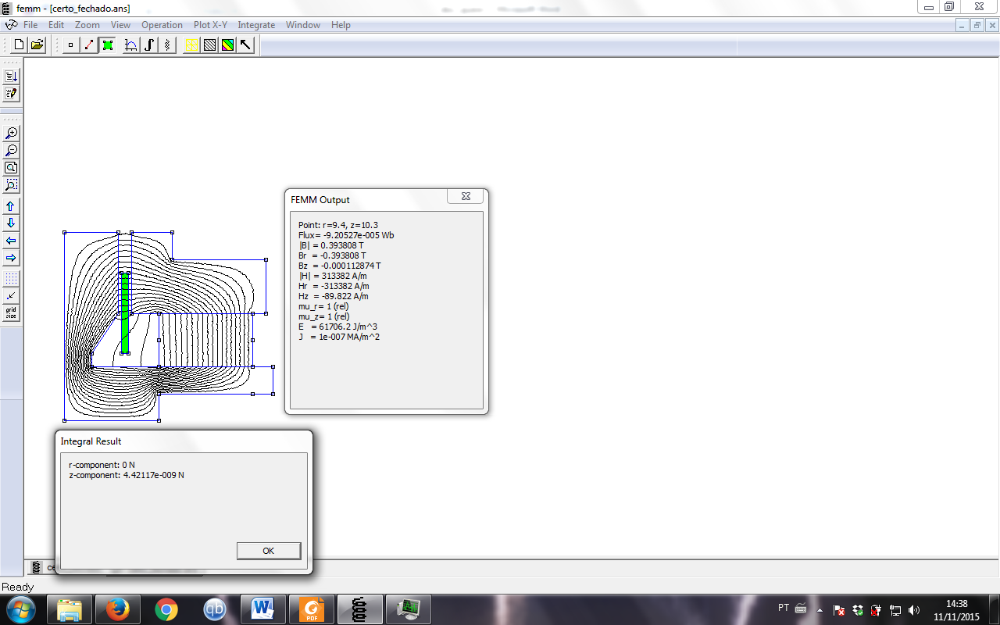 femm - [certo_fechado.ans]
File Edit Zoom View Operation Plot X-Y Integrate Window Help
grid
size
FEMM Output
Point: r=9.4, z=10.3
Flux= -9.20527e-005 Wb
|B| = 0.393808 T
Br = -0.393808 T
Bz = -0.000112874 T
|H| = 313382 A/m
Hr = -313382 A/m
Hz = -89.822 A/m
mu_r= 1 (rel)
mu_z= 1 (rel)
E = 61706.2 J/m^3
J = 1e-007 MA/m^2
Integral Result
r-component: 0 N
z-component: 4.42117e-009 N
OK
ce
Ready
qb
W
PDF
PT
14:38
11/11/2015